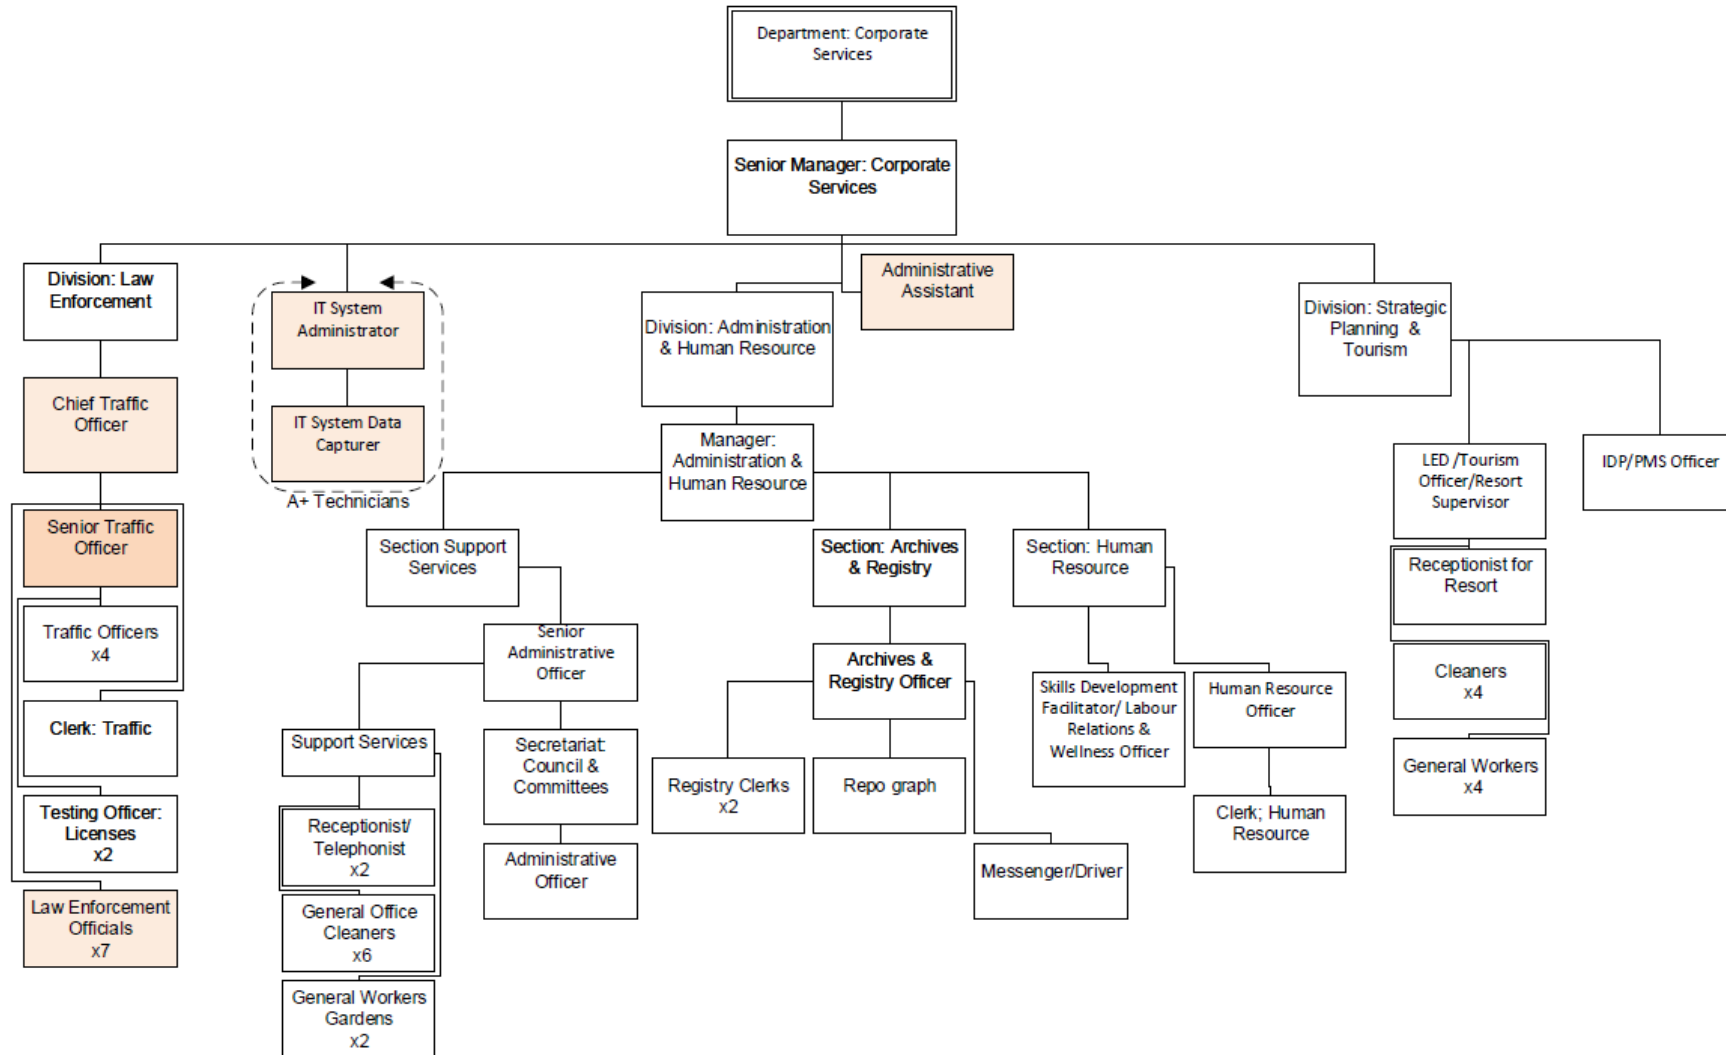 Department: Corporate
Services
Senior Manager: Corporate
Services
Division: Law
Enforcement
IT System
Administrator
Administrative
Assistant
Division: Administration
& Human Resource
Division: Strategic
Planning &
Tourism
Chief Traffic
Officer
IT System Data
Capturer
A+ Technicians
Manager:
Administration &
Human Resource
LED /Tourism
Officer/Resort
Supervisor
IDP/PMS Officer
Senior Traffic
Officer
Section Support
Services
Section: Archives
& Registry
Section: Human
Resource
Receptionist for
Resort
Traffic Officers
x4
Senior
Administrative
Officer
Archives &
Registry Officer
Skills Development
Facilitator/ Labour
Relations &
Wellness Officer
Human Resource
Officer
Cleaners
x4
Clerk: Traffic
Support Services
Secretariat:
Council &
Committees
Registry Clerks
x2
Repo graph
General Workers
x4
Testing Officer:
Licenses
x2
Receptionist/
Telephonist
x2
Administrative
Officer
Messenger/Driver
Clerk; Human
Resource
Law Enforcement
Officials
x7
General Office
Cleaners
x6
General Workers
Gardens
x2